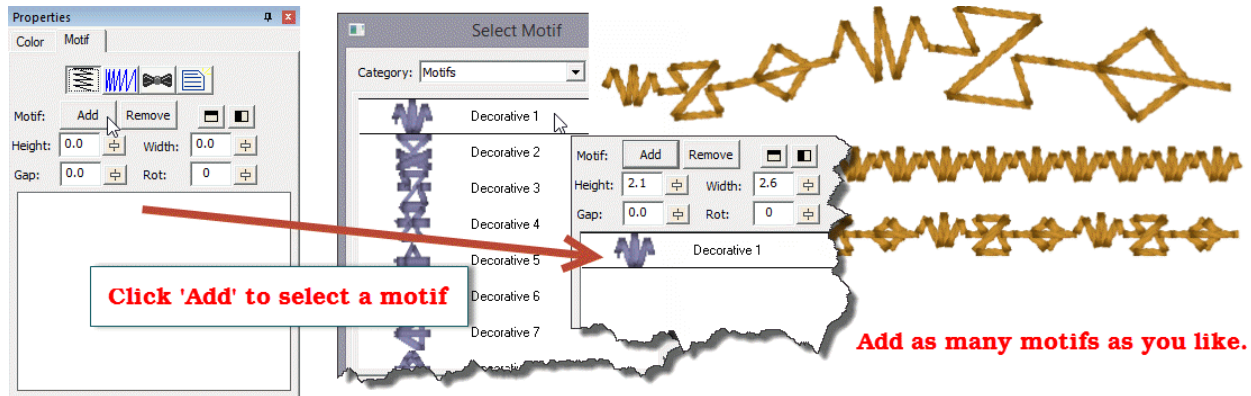 Properties
Color Motif
Motif: Add Remove
Height: 0.0 Width: 0.0
Gap: 0.0 Rot: 0
Click 'Add' to select a motif
Select Motif
Category: Motifs
Decorative 1
Decorative 2
Decorative 3
Decorative 4
Decorative 5
Decorative 6
Decorative 7
Motif: Add Remove
Height: 2.1 Width: 2.6
Gap: 0.0 Rot: 0
Decorative 1
Add as many motifs as you like.